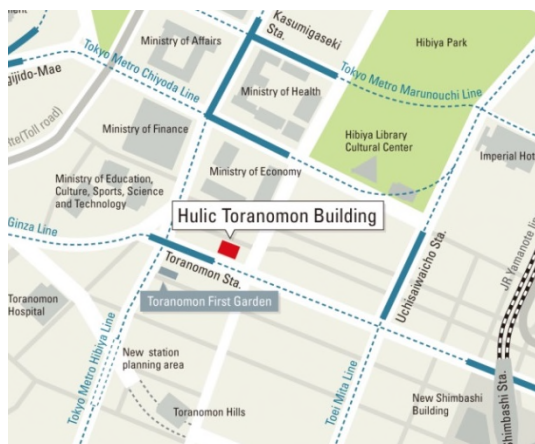 Kasumigaseki
Sta.
Ministry of Affairs
Hibiya Park
Tokyo Metro Chiyoda Line
Tokyo Metro Marunouchi Line
Ministry of Health
(Toll road)
Ministry of Finance
Hibiya Library
Cultural Center
Imperial Hot
Ministry of Education,
Culture, Sports, Science
and Technology
Ministry of Economy
Hulic Toranomon Building
Ginza Line
Toranomon Sta.
Uchisaiwaicho Sta.
JR Yamanote lin
Toranomon First Garden
Toranomon
Hospital
Tokyo Metro Hibiya Line
New station
planning area
Toei Mita Line
Shimbashi Sta.
New Shimbashi
Building
Toranomon Hills